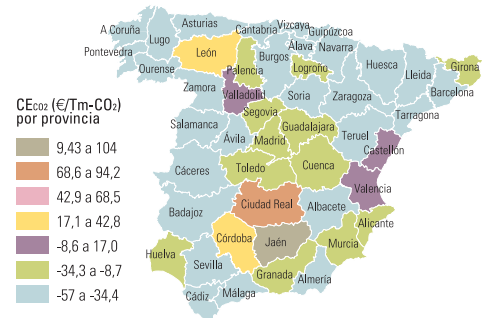 A Coruña
Lugo
Asturias
Cantabria
Vizcaya
Guipúzcoa
Pontevedra
Ourense
León
Palencia
Burgos
Álava
Navarra
Logroño
Huesca
Lleida
Girona
Barcelona
Zamora
Valladolid
Soria
Zaragoza
Tarragona
CECO2 (€/Tm-CO2)
por provincia
Salamanca
Segovia
Ávila
Madrid
Guadalajara
Teruel
Castellón
9,43 a 104
68,6 a 94,2
42,9 a 68,5
17,1 a 42,8
-8,6 a 17,0
-34,3 a -8,7
-57 a -34,4
Cáceres
Toledo
Cuenca
Valencia
Badajoz
Ciudad Real
Albacete
Alicante
Córdoba
Jaén
Murcia
Huelva
Sevilla
Granada
Almería
Cádiz
Málaga